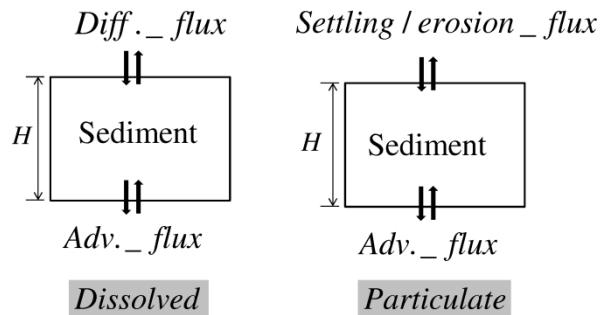 Diff._flux
H
Sediment
Adv._flux
Dissolved
Settling / erosion_flux
H
Sediment
Adv._flux
Particulate